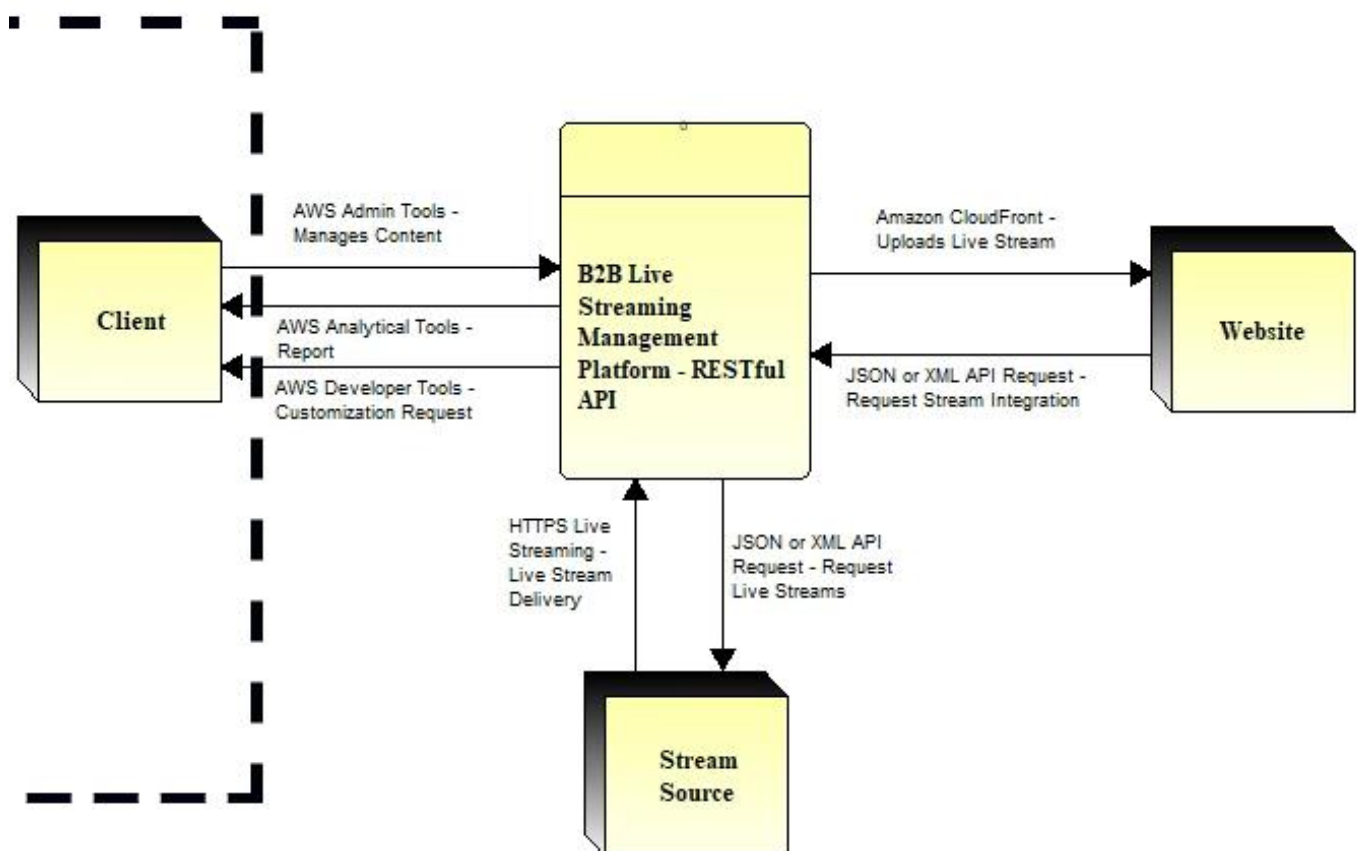 AWS Admin Tools -
Manages Content
Client
AWS Analytical Tools -
Report
AWS Developer Tools -
Customization Request
B2B Live
Streaming
Management
Platform - RESTful
API
Amazon CloudFront -
Uploads Live Stream
Website
JSON or XML API Request -
Request Stream Integration
HTTPS Live
Streaming -
Live Stream
Delivery
JSON or XML API
Request - Request
Live Streams
Stream
Source